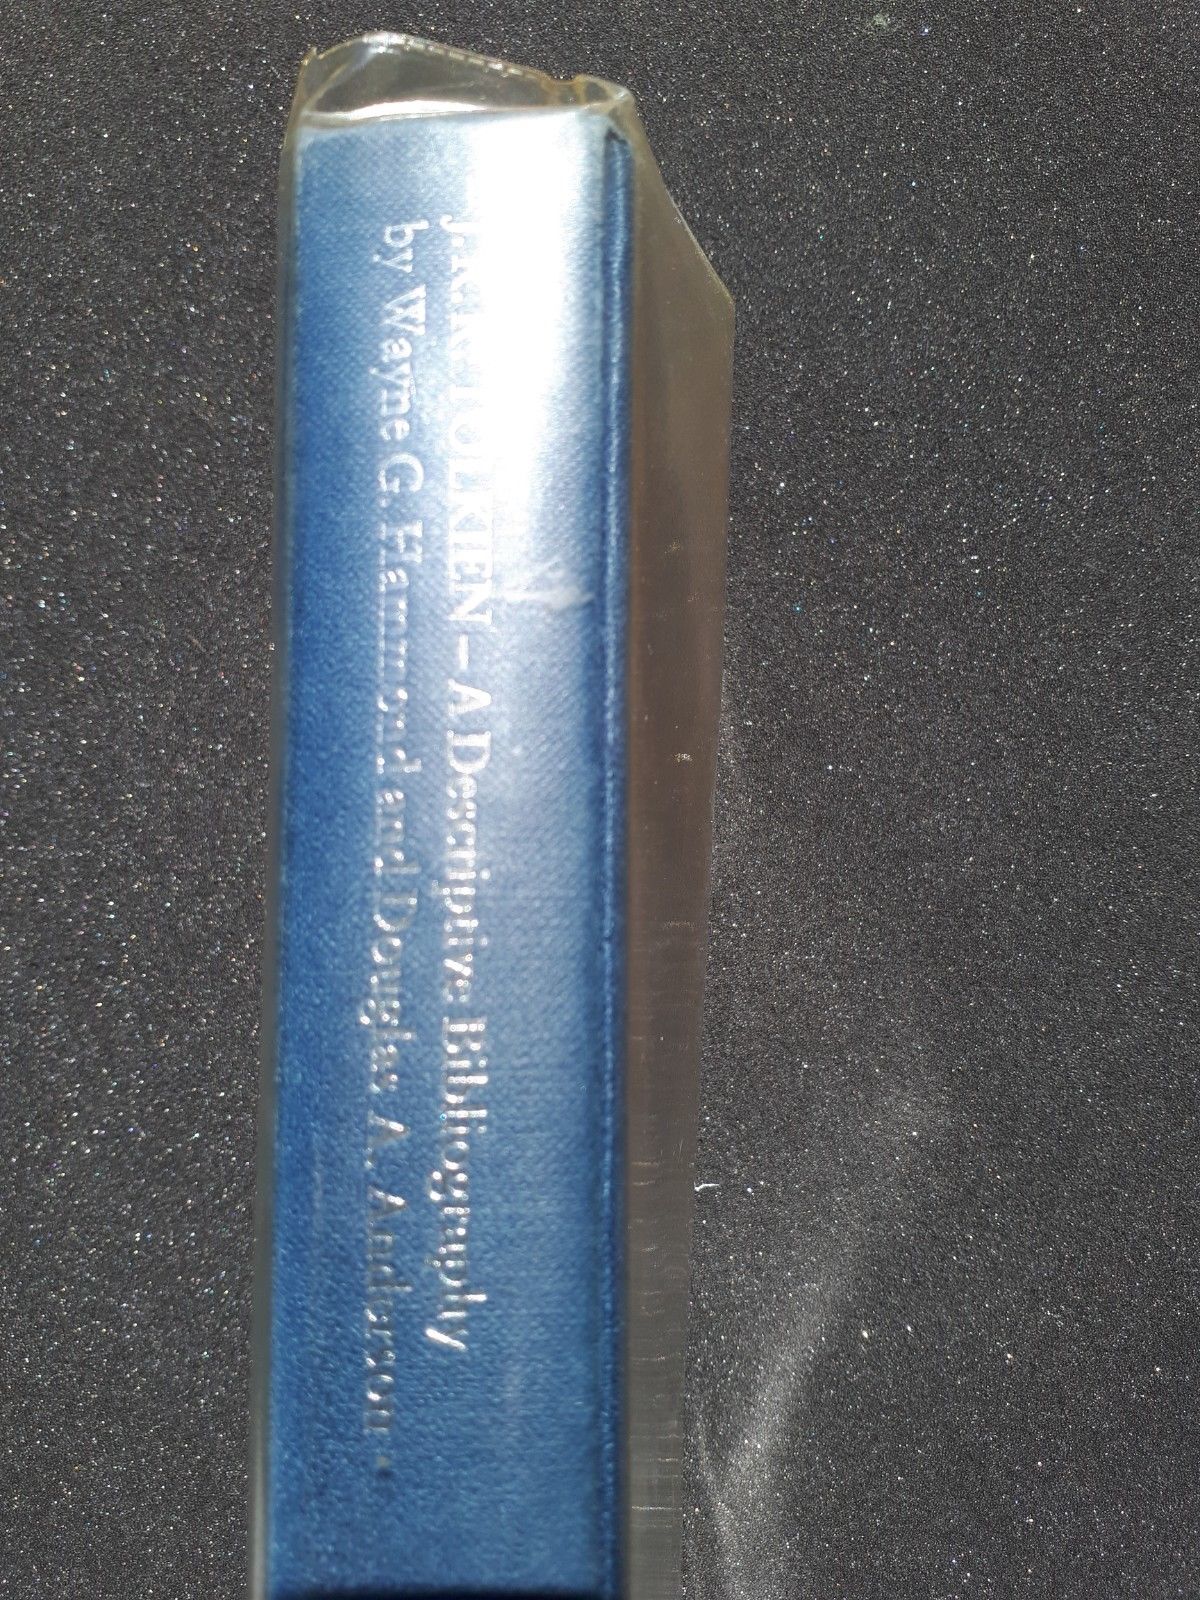 J.R.R. TOLKIEN – A Descriptive Bibliography
by Wayne G. Hammond and Douglas A. Anderson